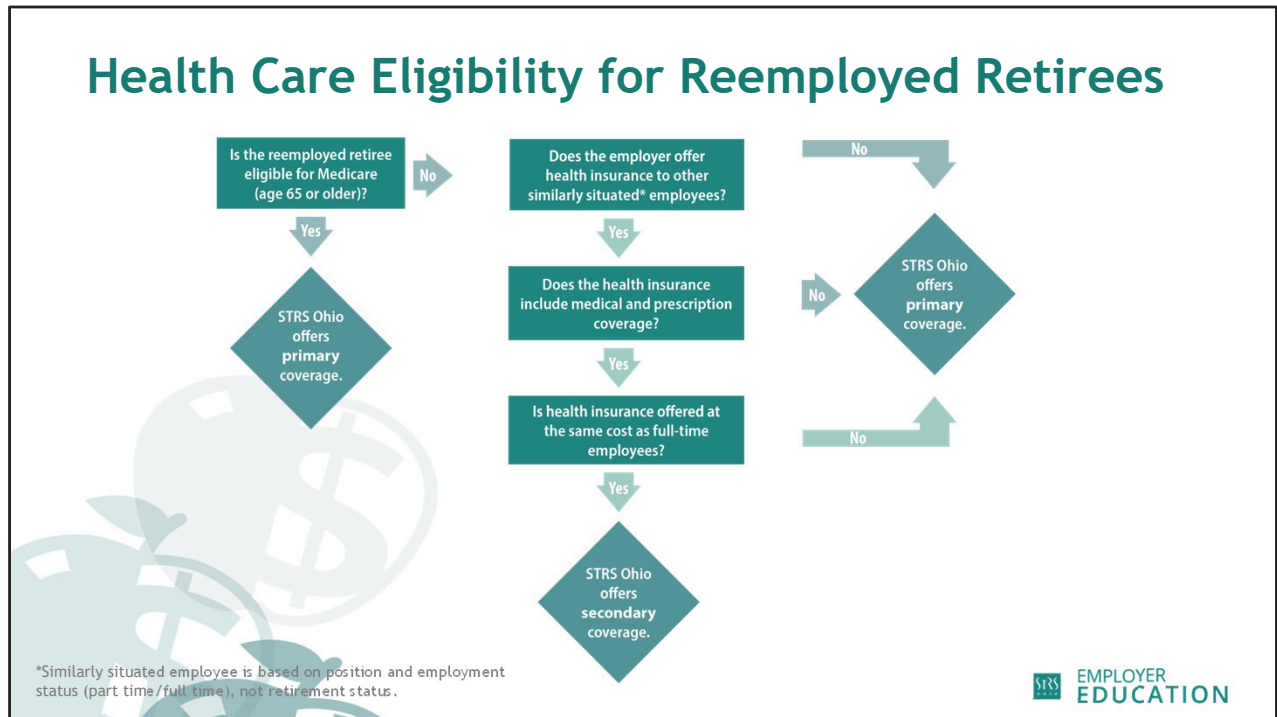 Health Care Eligibility for Reemployed Retirees
Is the reemployed retiree
eligible for Medicare
(age 65 or older)?
No
Yes
STRS Ohio
offers
primary
coverage.
Does the employer offer
health insurance to other
similarly situated* employees?
No
Yes
Does the health insurance
include medical and prescription
coverage?
No
Yes
Is health insurance offered at
the same cost as full-time
employees?
No
Yes
STRS Ohio
offers
primary
coverage.
STRS Ohio
offers
secondary
coverage.
*Similarly situated employee is based on position and employment
status (part time/full time), not retirement status.
STRS
OHIO
EMPLOYER
EDUCATION